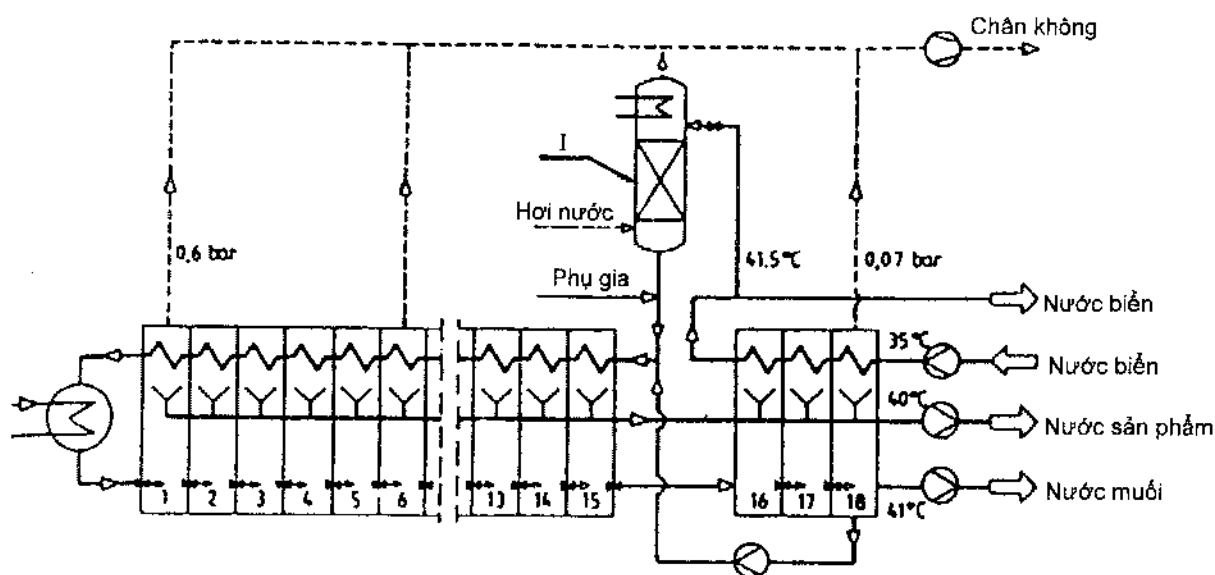 Chân không
I
Hơi nước
0,6 bar
41.5°C
0,07 bar
Phụ gia
Nước biển
35°C
Nước biển
40°C
Nước sản phẩm
1 2 3 4 5 6 13 14 15 16 17 18
41°C
Nước muối